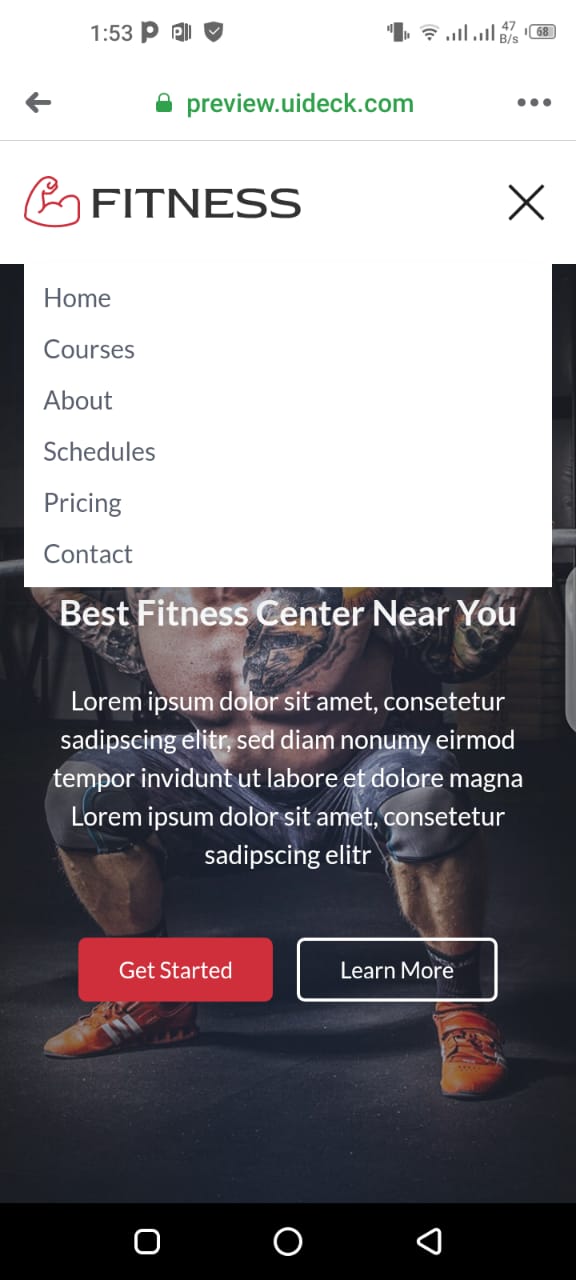 1:53
47
B/s
68
preview.uideck.com
FITNESS
Home
Courses
About
Schedules
Pricing
Contact
Best Fitness Center Near You
Lorem ipsum dolor sit amet, consetetur
sadipscing elitr, sed diam nonumy eirmod
tempor invidunt ut labore et dolore magna
Lorem ipsum dolor sit amet, consetetur
sadipscing elitr
Get Started
Learn More